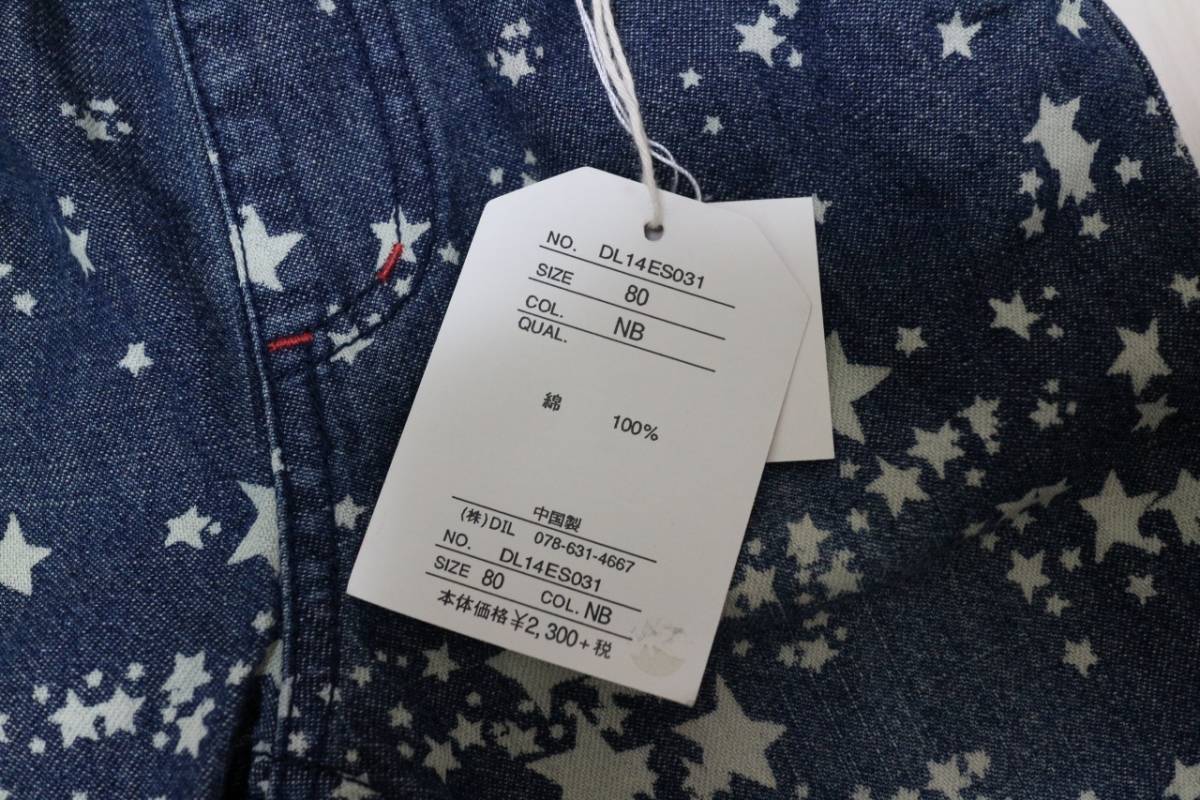 NO. DL14ES031
SIZE 80
COL. NB
QUAL.
綿 100%
中国製
(株)DIL 078-631-4667
NO. DL14ES031
SIZE 80 COL. NB
本体価格¥2,300+税